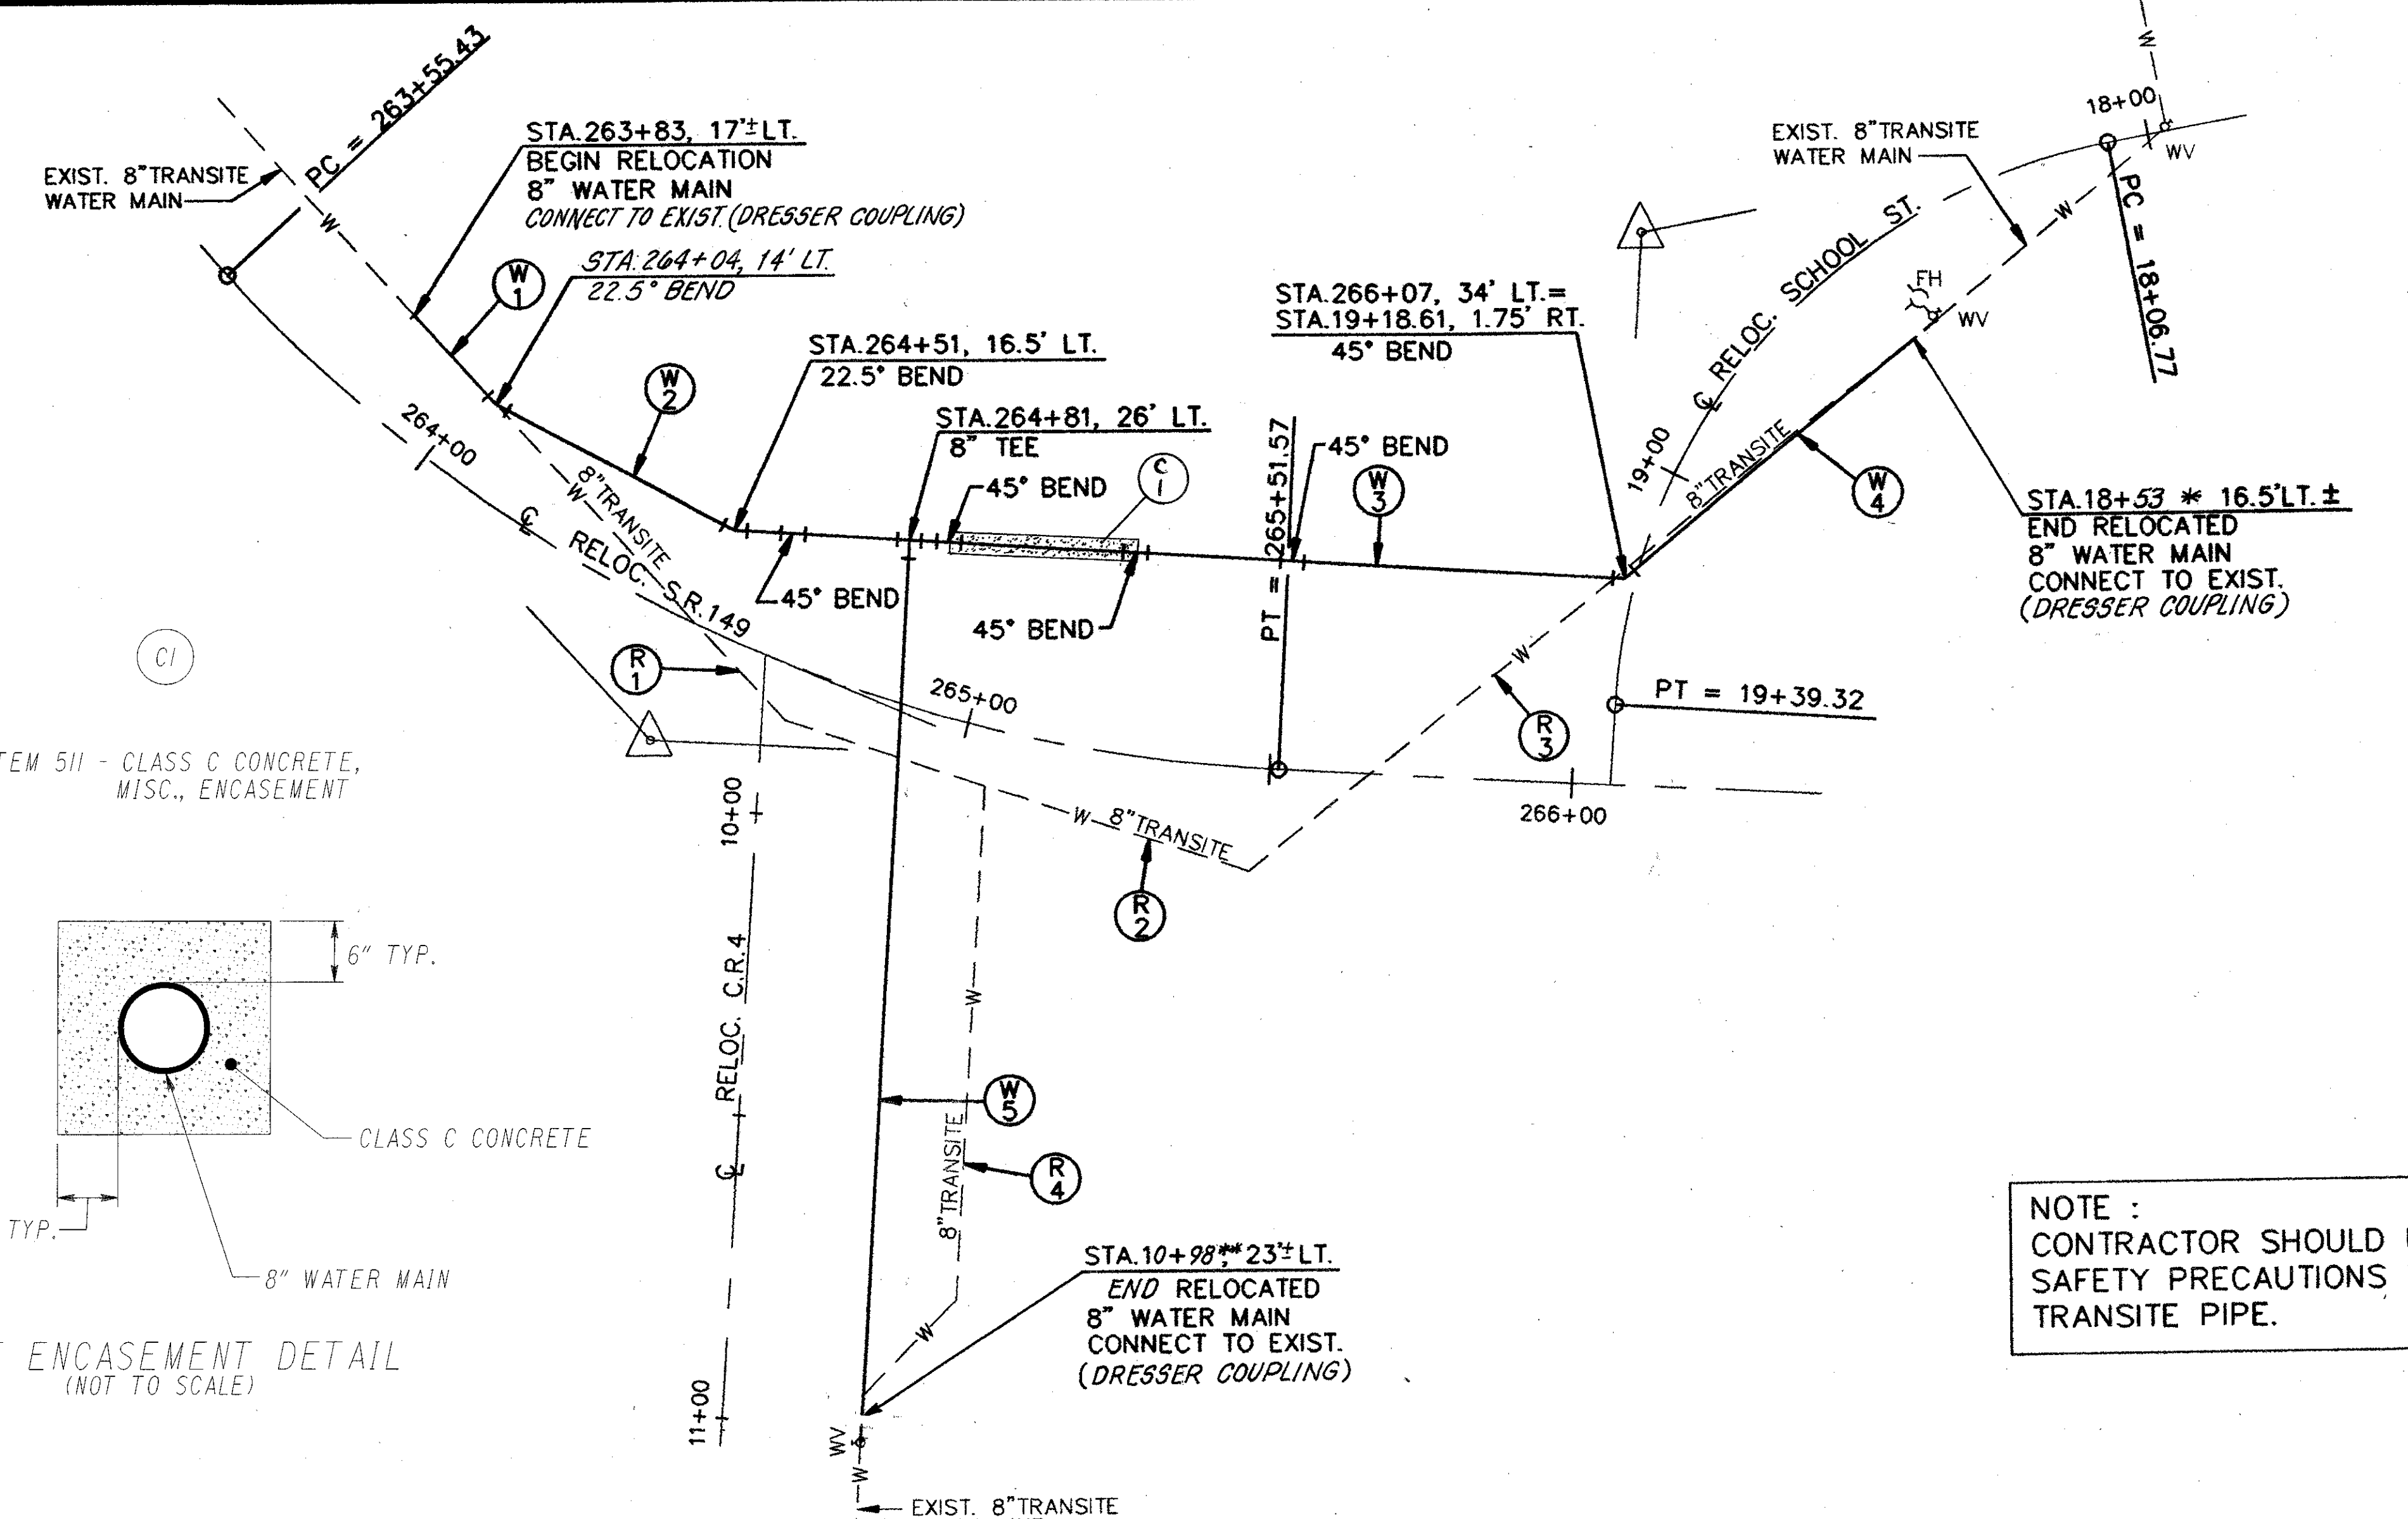 PC = 263+55.43
EXIST. 8" TRANSITE
WATER MAIN
W
STA.263+83, 17'± LT.
BEGIN RELOCATION
8" WATER MAIN
CONNECT TO EXIST. (DRESSER COUPLING)
W
1
STA. 264+04, 14' LT.
22.5° BEND
W
2
STA.264+51, 16.5' LT.
22.5° BEND
STA.264+81, 26' LT.
8" TEE
45° BEND
C
1
45° BEND
45° BEND
264+00
8" TRANSITE
W
℄ RELOC. S.R.149
R
1
265+00
PT = 265+51.57
45° BEND
W
3
STA.266+07, 34' LT.=
STA.19+18.61, 1.75' RT.
45° BEND
EXIST. 8" TRANSITE
WATER MAIN
18+00
W
WV
PC = 18+06.77
W
FH
WV
℄ RELOC. SCHOOL ST.
19+00
8" TRANSITE
W
4
STA.18+53 * 16.5' LT. ±
END RELOCATED
8" WATER MAIN
CONNECT TO EXIST.
(DRESSER COUPLING)
W
R
3
PT = 19+39.32
266+00
W
8" TRANSITE
R
2
C1
TEM 511 - CLASS C CONCRETE,
MISC., ENCASEMENT
6" TYP.
CLASS C CONCRETE
TYP.
8" WATER MAIN
ENCASEMENT DETAIL
(NOT TO SCALE)
10+00
℄ RELOC. C.R.4
11+00
W
W
5
8" TRANSITE
R
4
W
STA.10+98**, 23'± LT.
END RELOCATED
8" WATER MAIN
CONNECT TO EXIST.
(DRESSER COUPLING)
WV
W
EXIST. 8" TRANSITE
NOTE :
CONTRACTOR SHOULD
SAFETY PRECAUTIONS
TRANSITE PIPE.